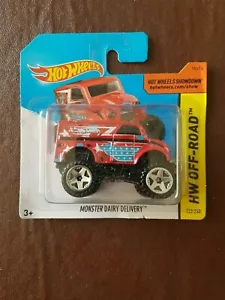 HOT WHEELS
HOT WHEELS SHOWDOWN
hotwheels.com/show
HW OFF-ROAD
MONSTER DAIRY DELIVERY
3+